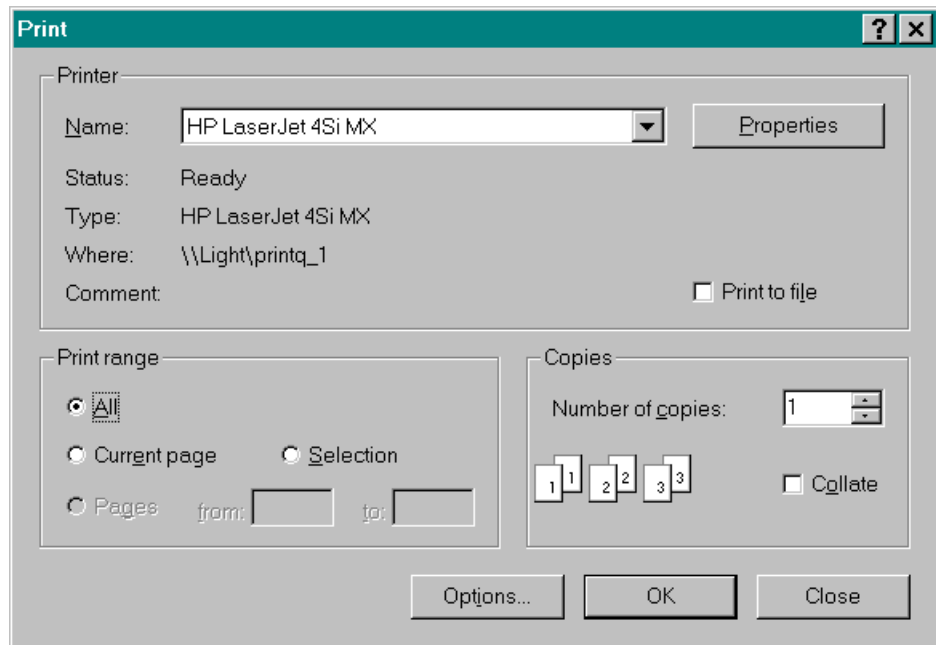 Print
Printer
Name: HP LaserJet 4Si MX Properties
Status: Ready
Type: HP LaserJet 4Si MX
Where: \\Light\printq_1
Comment: Print to file
Print range
All
Current page Selection
Pages from: to:
Copies
Number of copies: 1
1 1 2 2 3 3 Collate
Options... OK Close